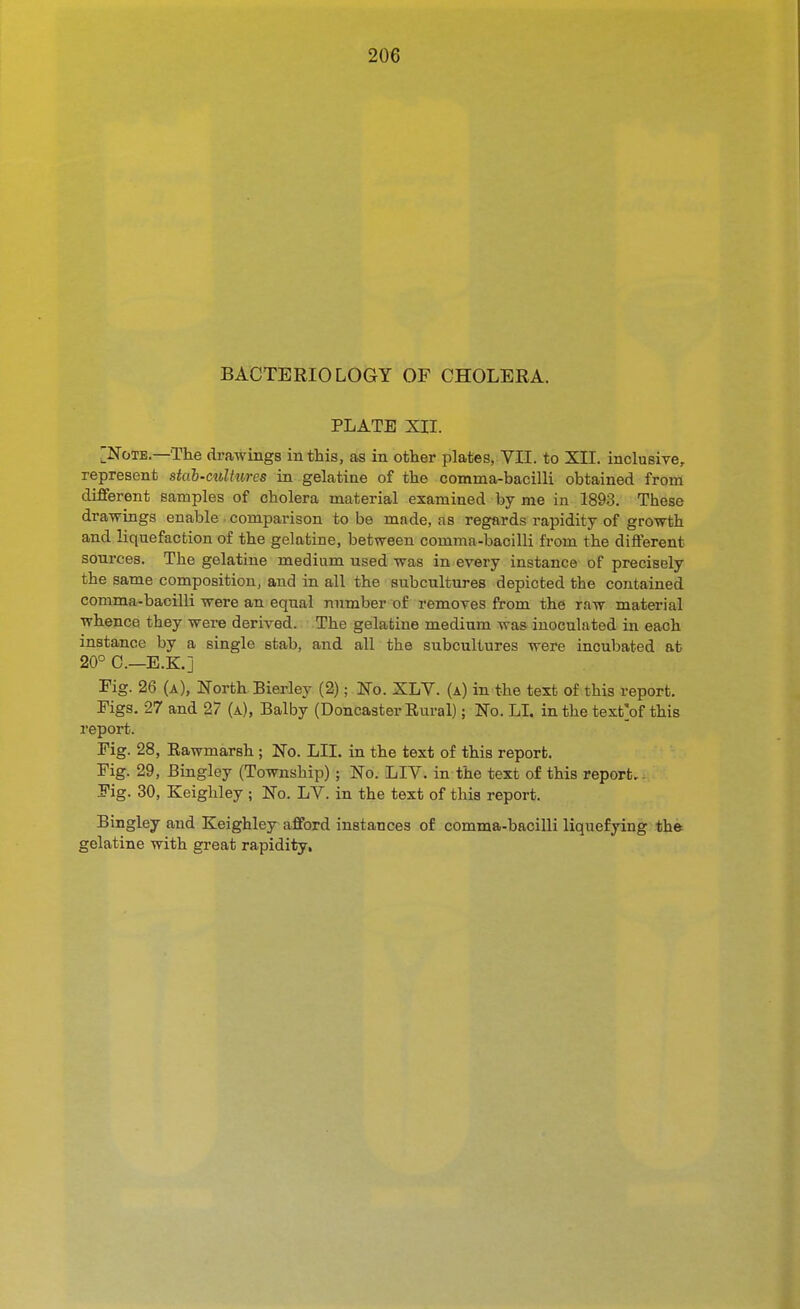 206
BACTERIOLOGY OF CHOLERA.
PLATE XII.
[NOTE.—The drawings in this, as in other plates, VII. to XII. inclusive,
represent stab-cultures in gelatine of the comma-bacilli obtained from
different samples of cholera material examined by me in 1893. These
drawings enable comparison to be made, as regards rapidity of growth
and liquefaction of the gelatine, between comma-bacilli from the different
sources. The gelatine medium used was in every instance of precisely
the same composition, and in all the subcultures depicted the contained
comma-bacilli were an equal number of removes from the raw material
whence they were derived. The gelatine medium was inoculated in each
instance by a single stab, and all the subcultures were incubated at
20° C.—E.K.]
Fig. 26 (A), North Bierley (2); No. XLV. (A) in the text of this report.
Figs. 27 and 27 (A), Balby (Doncaster Rural); No. LI. in the text of this
report.
Fig. 28, Rawmarsh; No. LII. in the text of this report.
Fig. 29, Bingley (Township); No. LIV. in the text of this report.
Fig. 30, Keighley; No. LV. in the text of this report.
Bingley and Keighley afford instances of comma-bacilli liquefying the
gelatine with great rapidity.